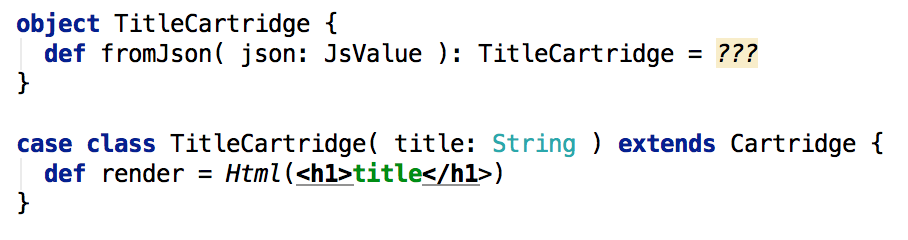 object TitleCartridge {
  def fromJson( json: JsValue ): TitleCartridge = ???
}

case class TitleCartridge( title: String ) extends Cartridge {
  def render = Html(<h1>title</h1>)
}